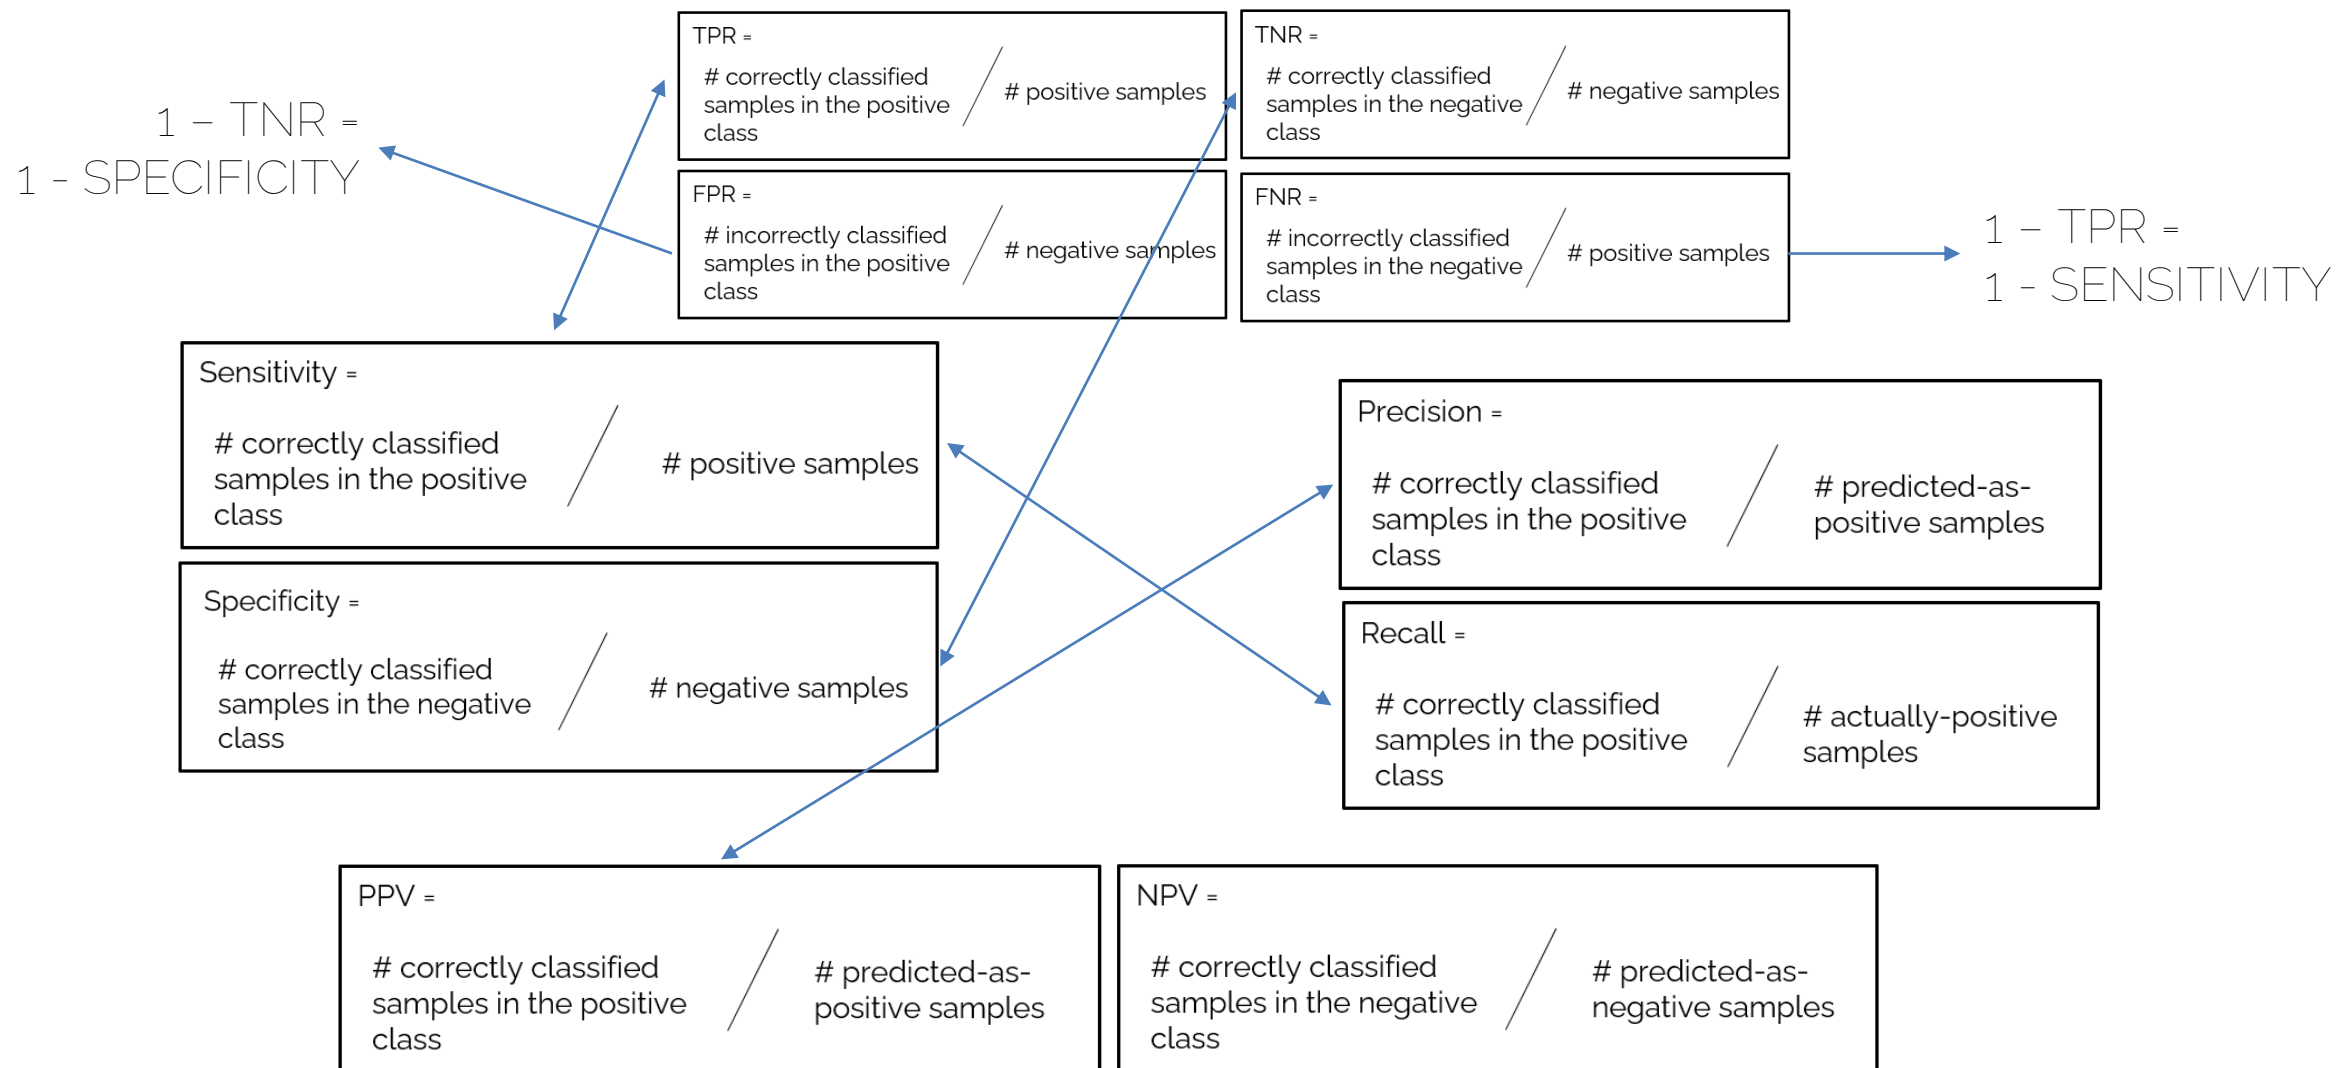 TPR =
# correctly classified
samples in the positive
class
# positive samples
TNR =
# correctly classified
samples in the negative
class
# negative samples
1 – TNR =
1 - SPECIFICITY
FPR =
# incorrectly classified
samples in the positive
class
# negative samples
FNR =
# incorrectly classified
samples in the negative
class
# positive samples
1 – TPR =
1 - SENSITIVITY
Sensitivity =
# correctly classified
samples in the positive
class
# positive samples
Precision =
# correctly classified
samples in the positive
class
# predicted-as-
positive samples
Specificity =
# correctly classified
samples in the negative
class
# negative samples
Recall =
# correctly classified
samples in the positive
class
# actually-positive
samples
PPV =
# correctly classified
samples in the positive
class
# predicted-as-
positive samples
NPV =
# correctly classified
samples in the negative
class
# predicted-as-
negative samples